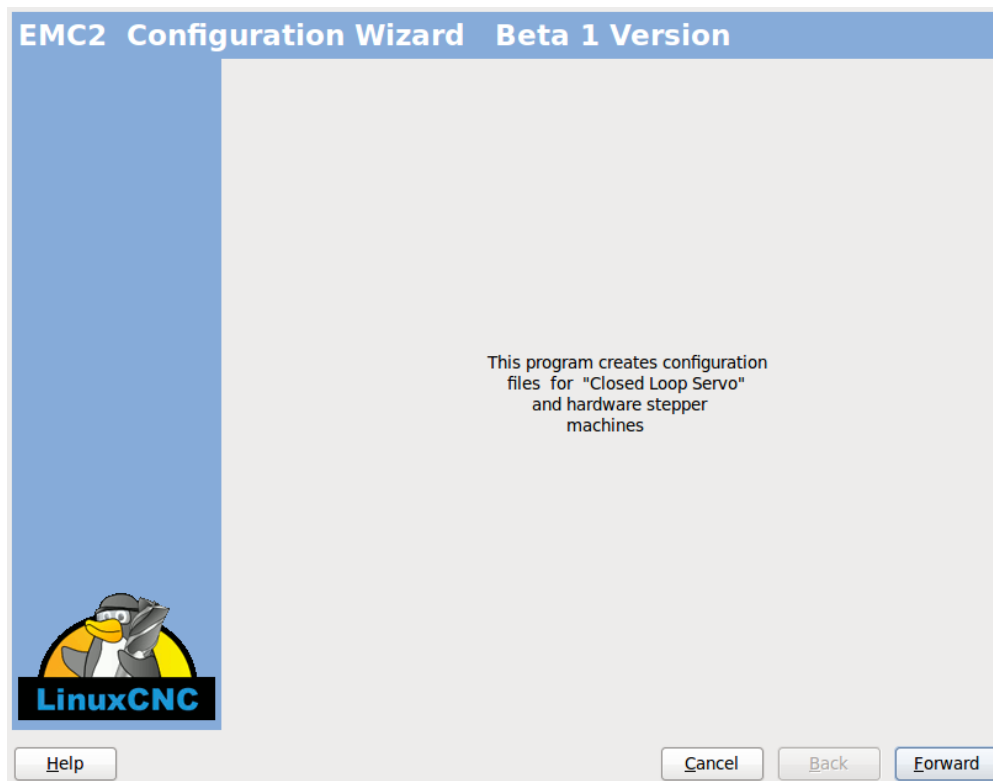 EMC2  Configuration Wizard   Beta 1 Version
This program creates configuration
files  for  "Closed Loop Servo"
and hardware stepper
machines
LinuxCNC
Help
Cancel
Back
Forward